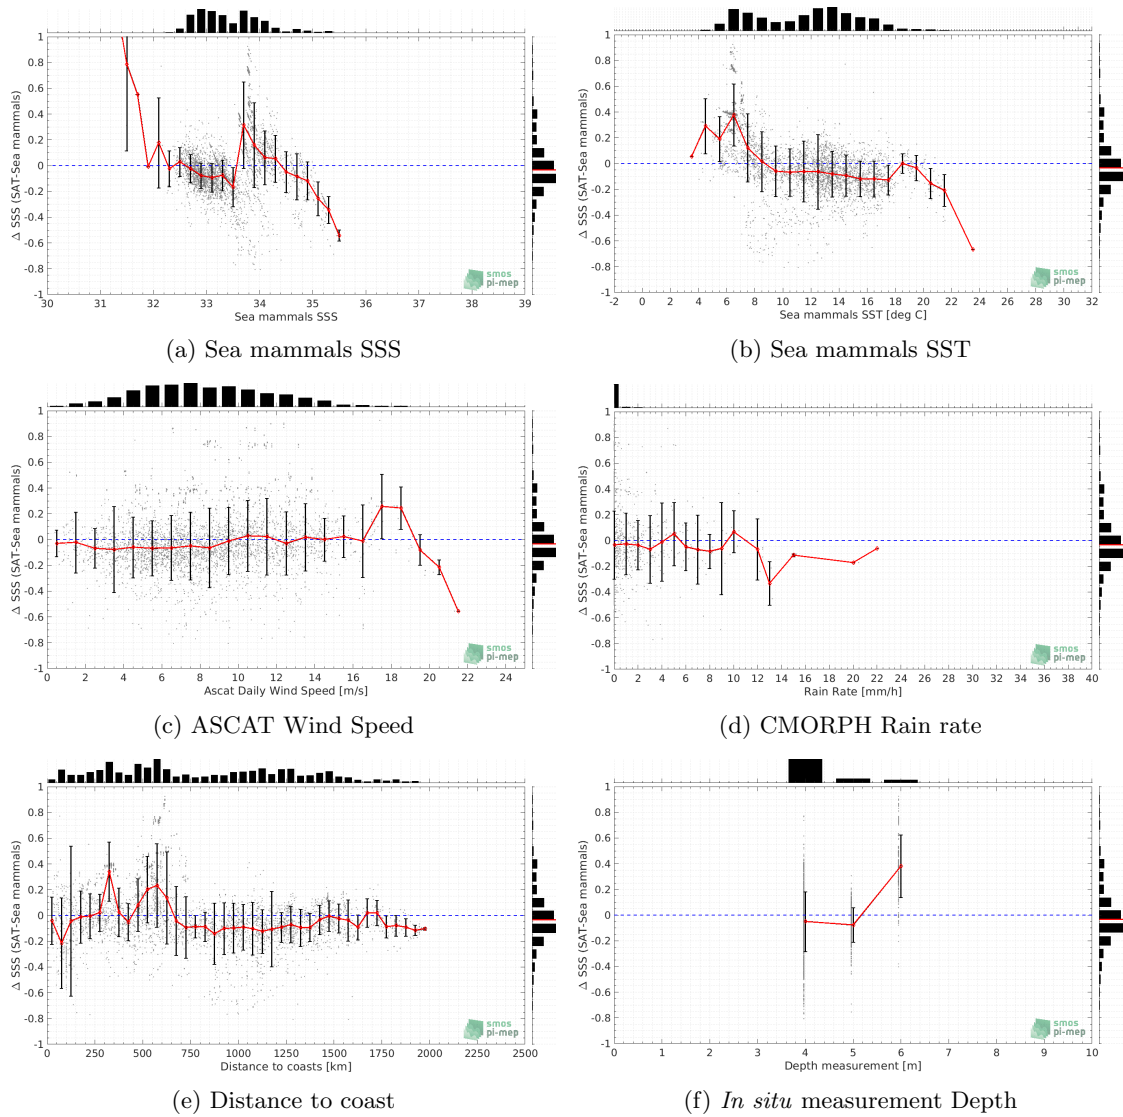 1
0.8
0.6
0.4
0.2
0
-0.2
-0.4
-0.6
-0.8
-1
Δ SSS (SAT-Sea mammals)
30 31 32 33 34 35 36 37 38 39
Sea mammals SSS
smos
pi-mep
(a) Sea mammals SSS
1
0.8
0.6
0.4
0.2
0
-0.2
-0.4
-0.6
-0.8
-1
Δ SSS (SAT-Sea mammals)
-2 0 2 4 6 8 10 12 14 16 18 20 22 24 26 28 30 32
Sea mammals SST [deg C]
smos
pi-mep
(b) Sea mammals SST
1
0.8
0.6
0.4
0.2
0
-0.2
-0.4
-0.6
-0.8
-1
Δ SSS (SAT-Sea mammals)
0 2 4 6 8 10 12 14 16 18 20 22 24
Ascat Daily Wind Speed [m/s]
smos
pi-mep
(c) ASCAT Wind Speed
1
0.8
0.6
0.4
0.2
0
-0.2
-0.4
-0.6
-0.8
-1
Δ SSS (SAT-Sea mammals)
0 2 4 6 8 10 12 14 16 18 20 22 24 26 28 30 32 34 36 38 40
Rain Rate [mm/h]
smos
pi-mep
(d) CMORPH Rain rate
1
0.8
0.6
0.4
0.2
0
-0.2
-0.4
-0.6
-0.8
-1
Δ SSS (SAT-Sea mammals)
0 250 500 750 1000 1250 1500 1750 2000 2250 2500
Distance to coasts [km]
smos
pi-mep
(e) Distance to coast
1
0.8
0.6
0.4
0.2
0
-0.2
-0.4
-0.6
-0.8
-1
Δ SSS (SAT-Sea mammals)
0 1 2 3 4 5 6 7 8 9 10
Depth measurement [m]
smos
pi-mep
(f) In situ measurement Depth